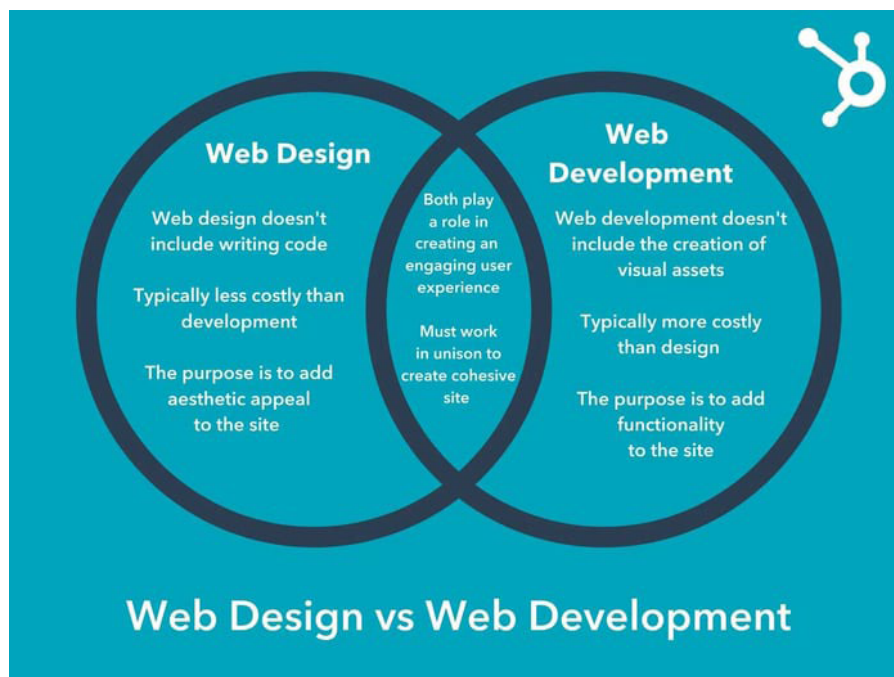 Web Design
Web design doesn't
include writing code
Typically less costly than
development
The purpose is to add
aesthetic appeal
to the site
Both play
a role in
creating an
engaging user
experience
Must work
in unison to
create cohesive
site
Web
Development
Web development doesn't
include the creation of
visual assets
Typically more costly
than design
The purpose is to add
functionality
to the site
Web Design vs Web Development